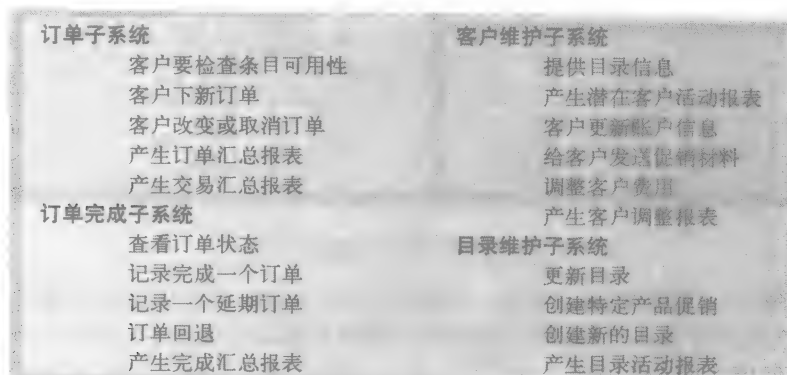 订单子系统
客户要检查条目可用性
客户下新订单
客户改变或取消订单
产生订单汇总报表
产生交易汇总报表
订单完成子系统
查看订单状态
记录完成一个订单
记录一个延期订单
订单回退
产生完成汇总报表
客户维护子系统
提供目录信息
产生潜在客户活动报表
客户更新账户信息
给客户发送促销材料
调整客户费用
产生客户调整报表
目录维护子系统
更新目录
创建特定产品促销
创建新的目录
产生目录活动报表